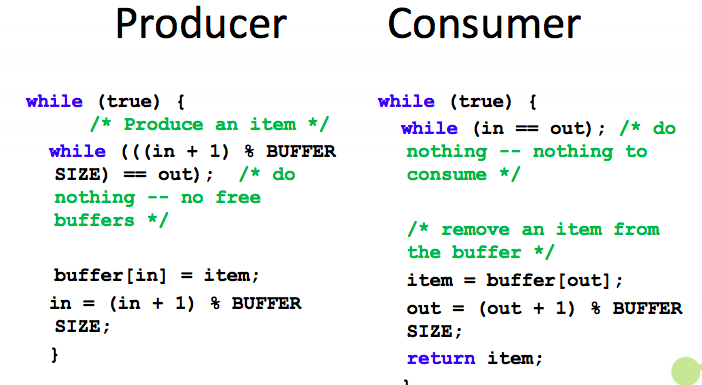 Producer
while (true) {
/* Produce an item */
while (((in + 1) % BUFFER
SIZE) == out); /* do
nothing -- no free
buffers */
buffer[in] = item;
in = (in + 1) % BUFFER
SIZE;
}
Consumer
while (true) {
while (in == out); /* do
nothing -- nothing to
consume */
/* remove an item from
the buffer */
item = buffer[out];
out = (out + 1) % BUFFER
SIZE;
return item;